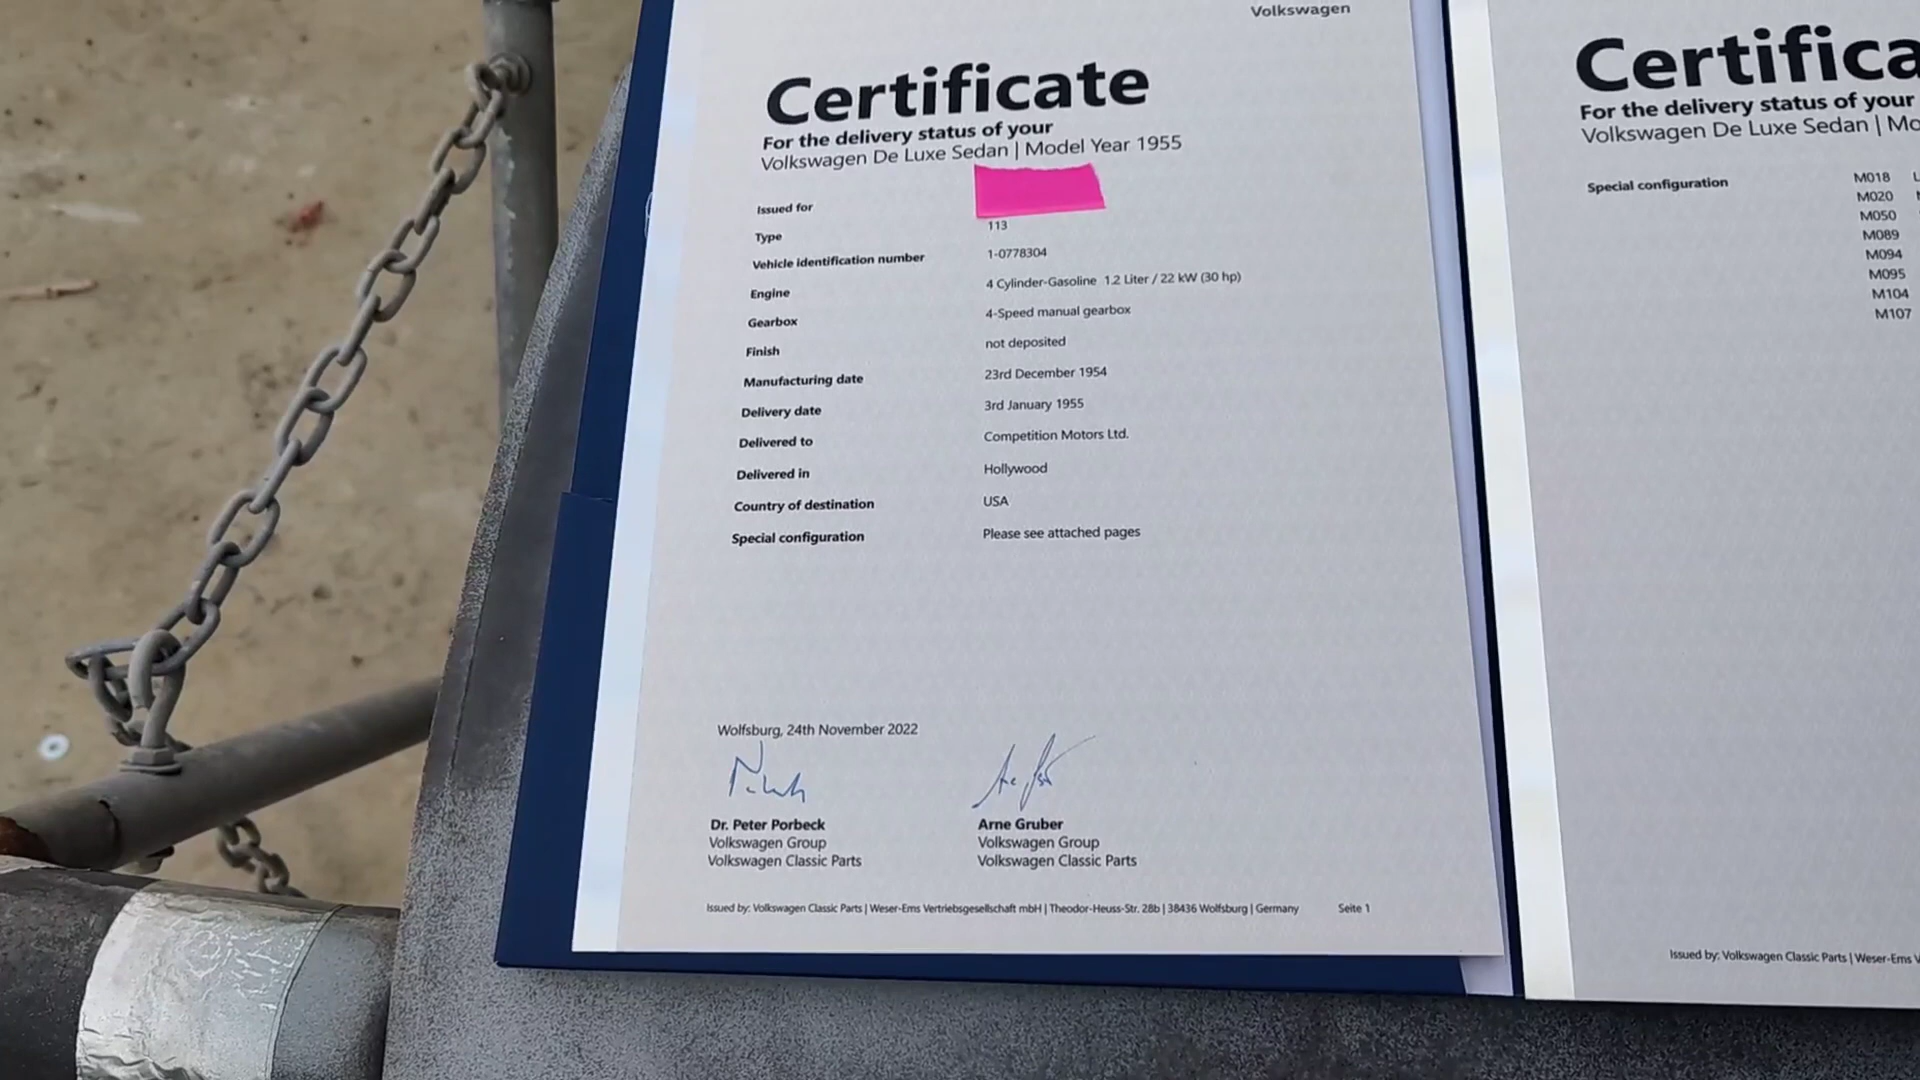 Volkswagen
Certificate
For the delivery status of your
Volkswagen De Luxe Sedan | Model Year 1955
Issued for
Type 113
Vehicle identification number 1-0778304
Engine 4 Cylinder-Gasoline 1.2 Liter / 22 kW (30 hp)
Gearbox 4-Speed manual gearbox
Finish not deposited
Manufacturing date 23rd December 1954
Delivery date 3rd January 1955
Delivered to Competition Motors Ltd.
Delivered in Hollywood
Country of destination USA
Special configuration Please see attached pages
Wolfsburg, 24th November 2022
Dr. Peter Porbeck
Volkswagen Group
Volkswagen Classic Parts
Arne Gruber
Volkswagen Group
Volkswagen Classic Parts
Issued by: Volkswagen Classic Parts | Weser-Ems Vertriebsgesellschaft mbH | Theodor-Heuss-Str. 28b | 38436 Wolfsburg | Germany Seite 1
Certifica
For the delivery status of your
Volkswagen De Luxe Sedan | Mo
Special configuration M018 L
M020
M050
M089
M094
M095
M104
M107
Issued by: Volkswagen Classic Parts | Weser-Ems V